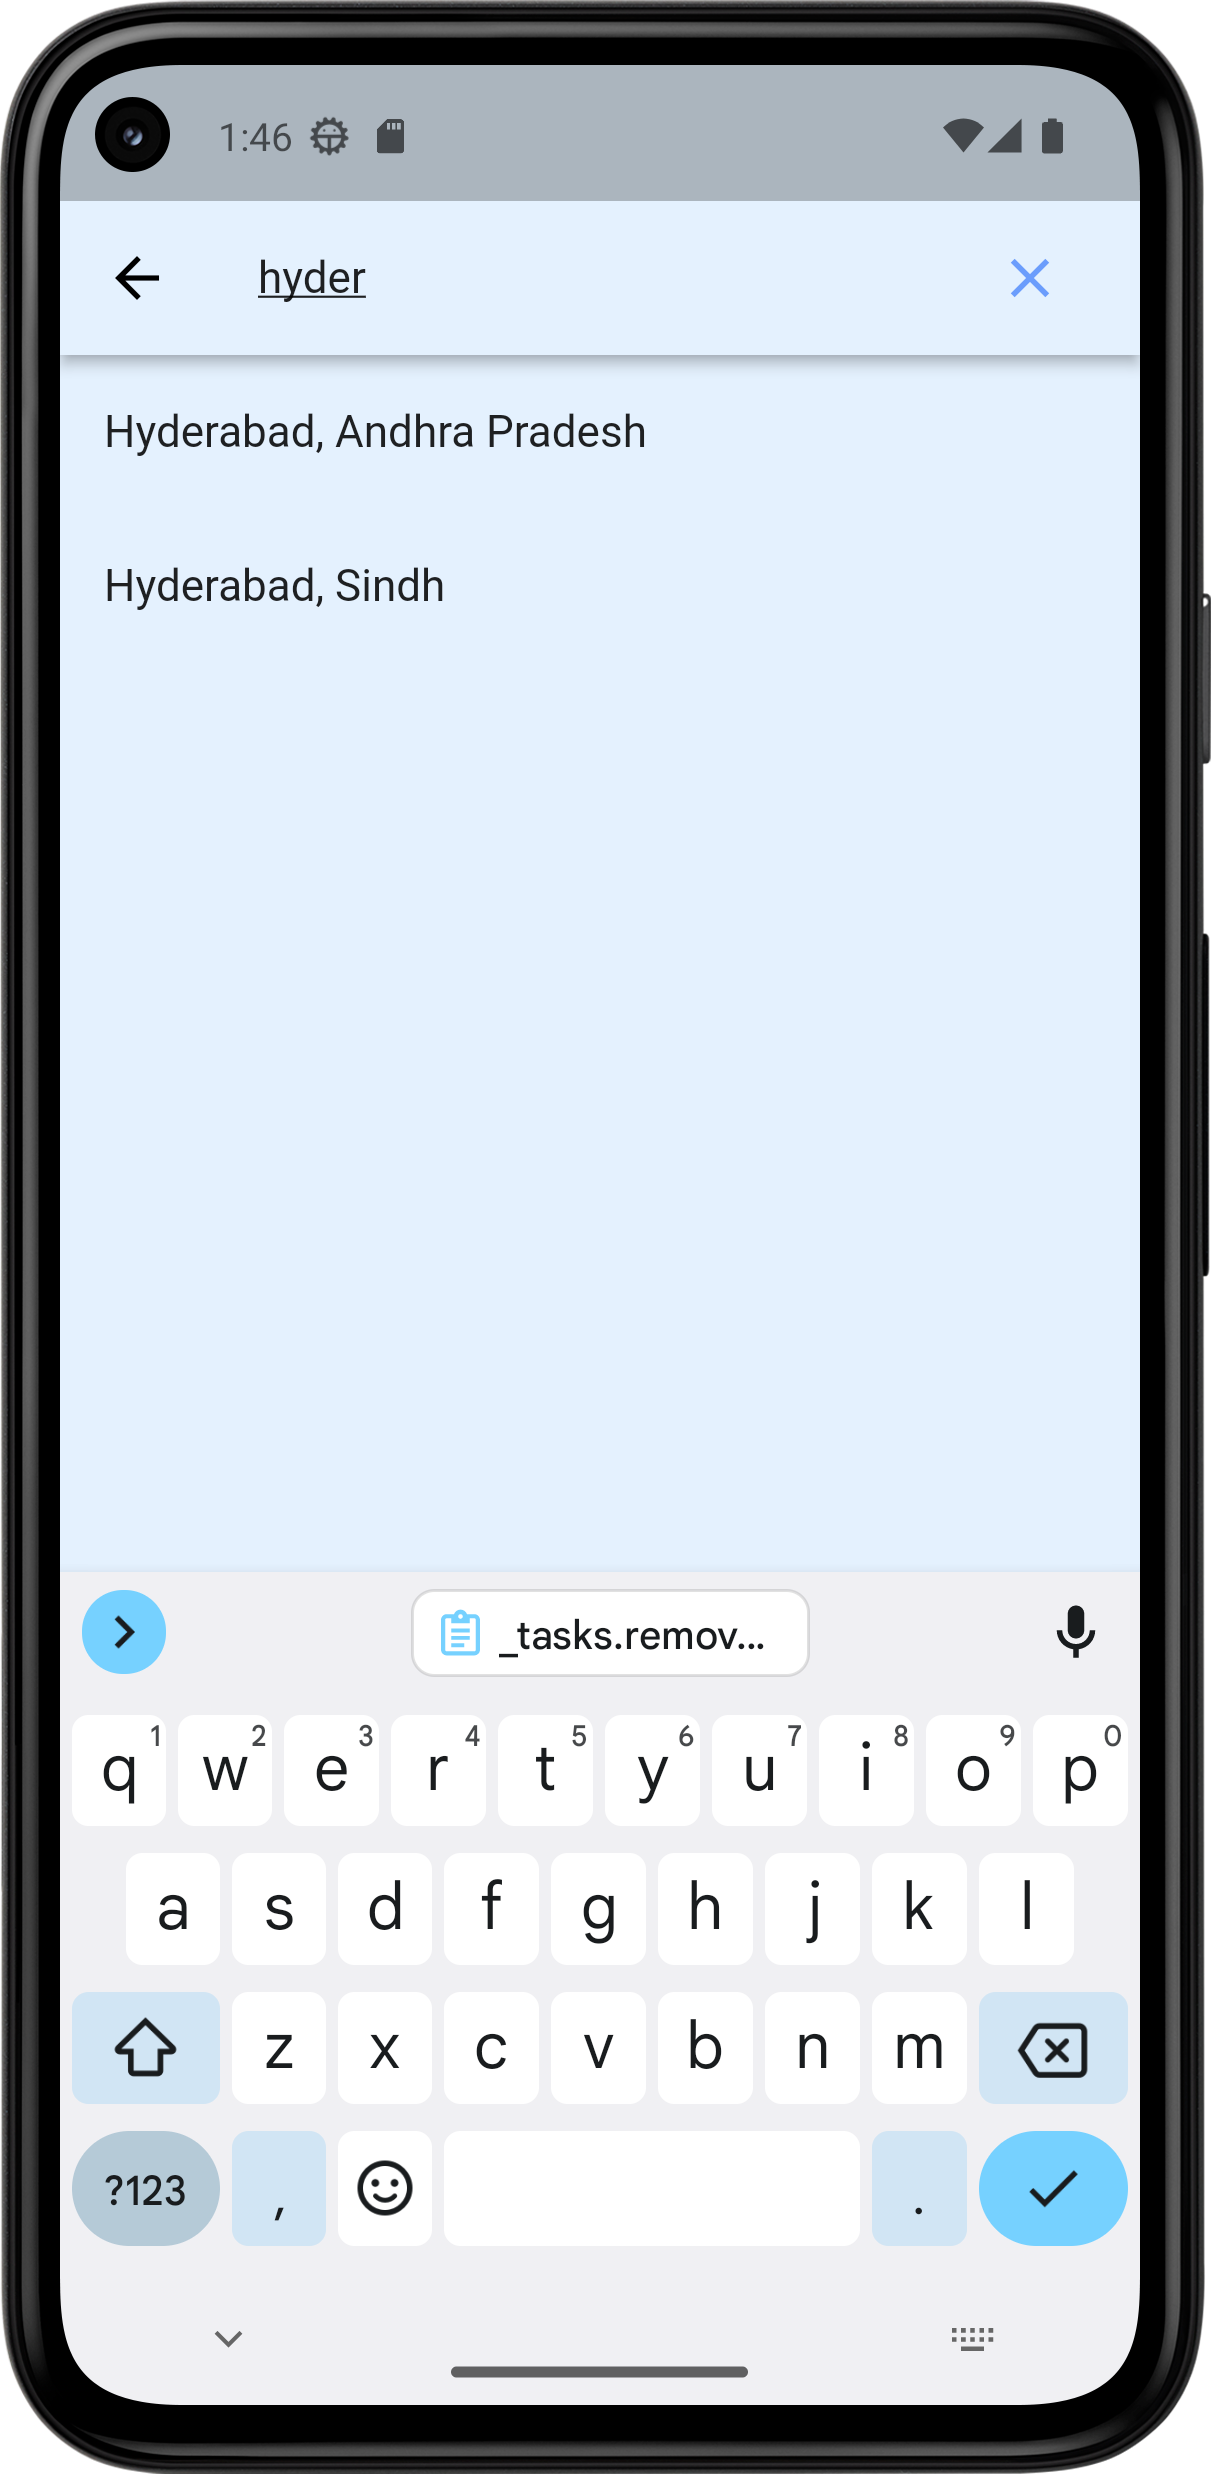 1:46
hyder
Hyderabad, Andhra Pradesh
Hyderabad, Sindh
_tasks.remov...
q 1 w 2 e 3 r 4 t 5 y 6 u 7 i 8 o 9 p 0
a s d f g h j k l
z x c v b n m
?123 , .